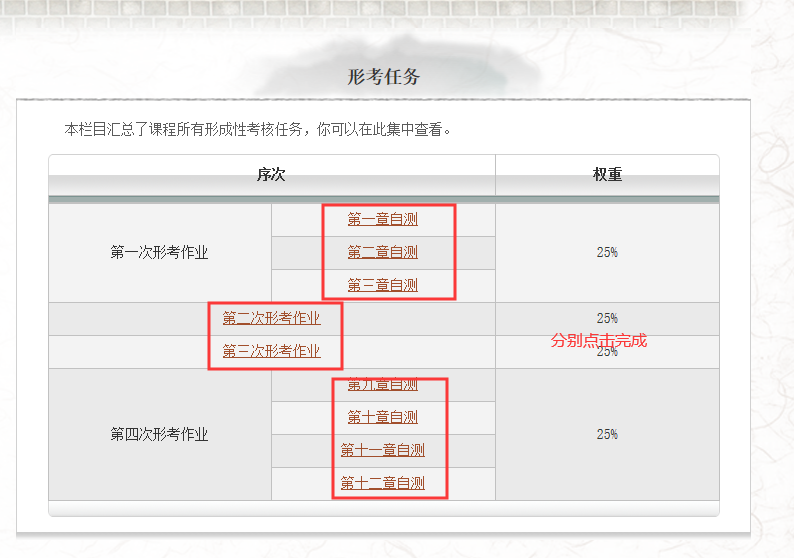 形考任务
本栏目汇总了课程所有形成性考核任务，你可以在此集中查看。
序次 权重
第一章自测
第一次形考作业 第二章自测 25%
第三章自测
第二次形考作业 25%
分别点击完成
第三次形考作业 25%
第九章自测
第十章自测
第四次形考作业 25%
第十一章自测
第十二章自测